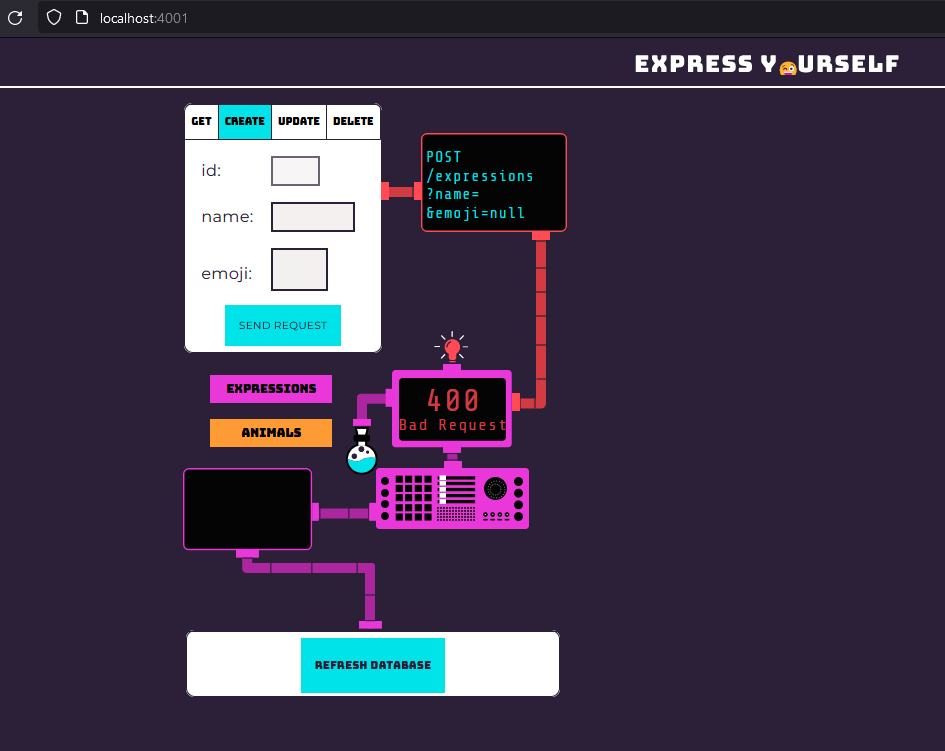 localhost:4001
EXPRESS Y😜URSELF
GET CREATE UPDATE DELETE
id:
name:
emoji:
SEND REQUEST
POST
/expressions
?name=
&emoji=null
400
Bad Request
EXPRESSIONS
ANIMALS
REFRESH DATABASE